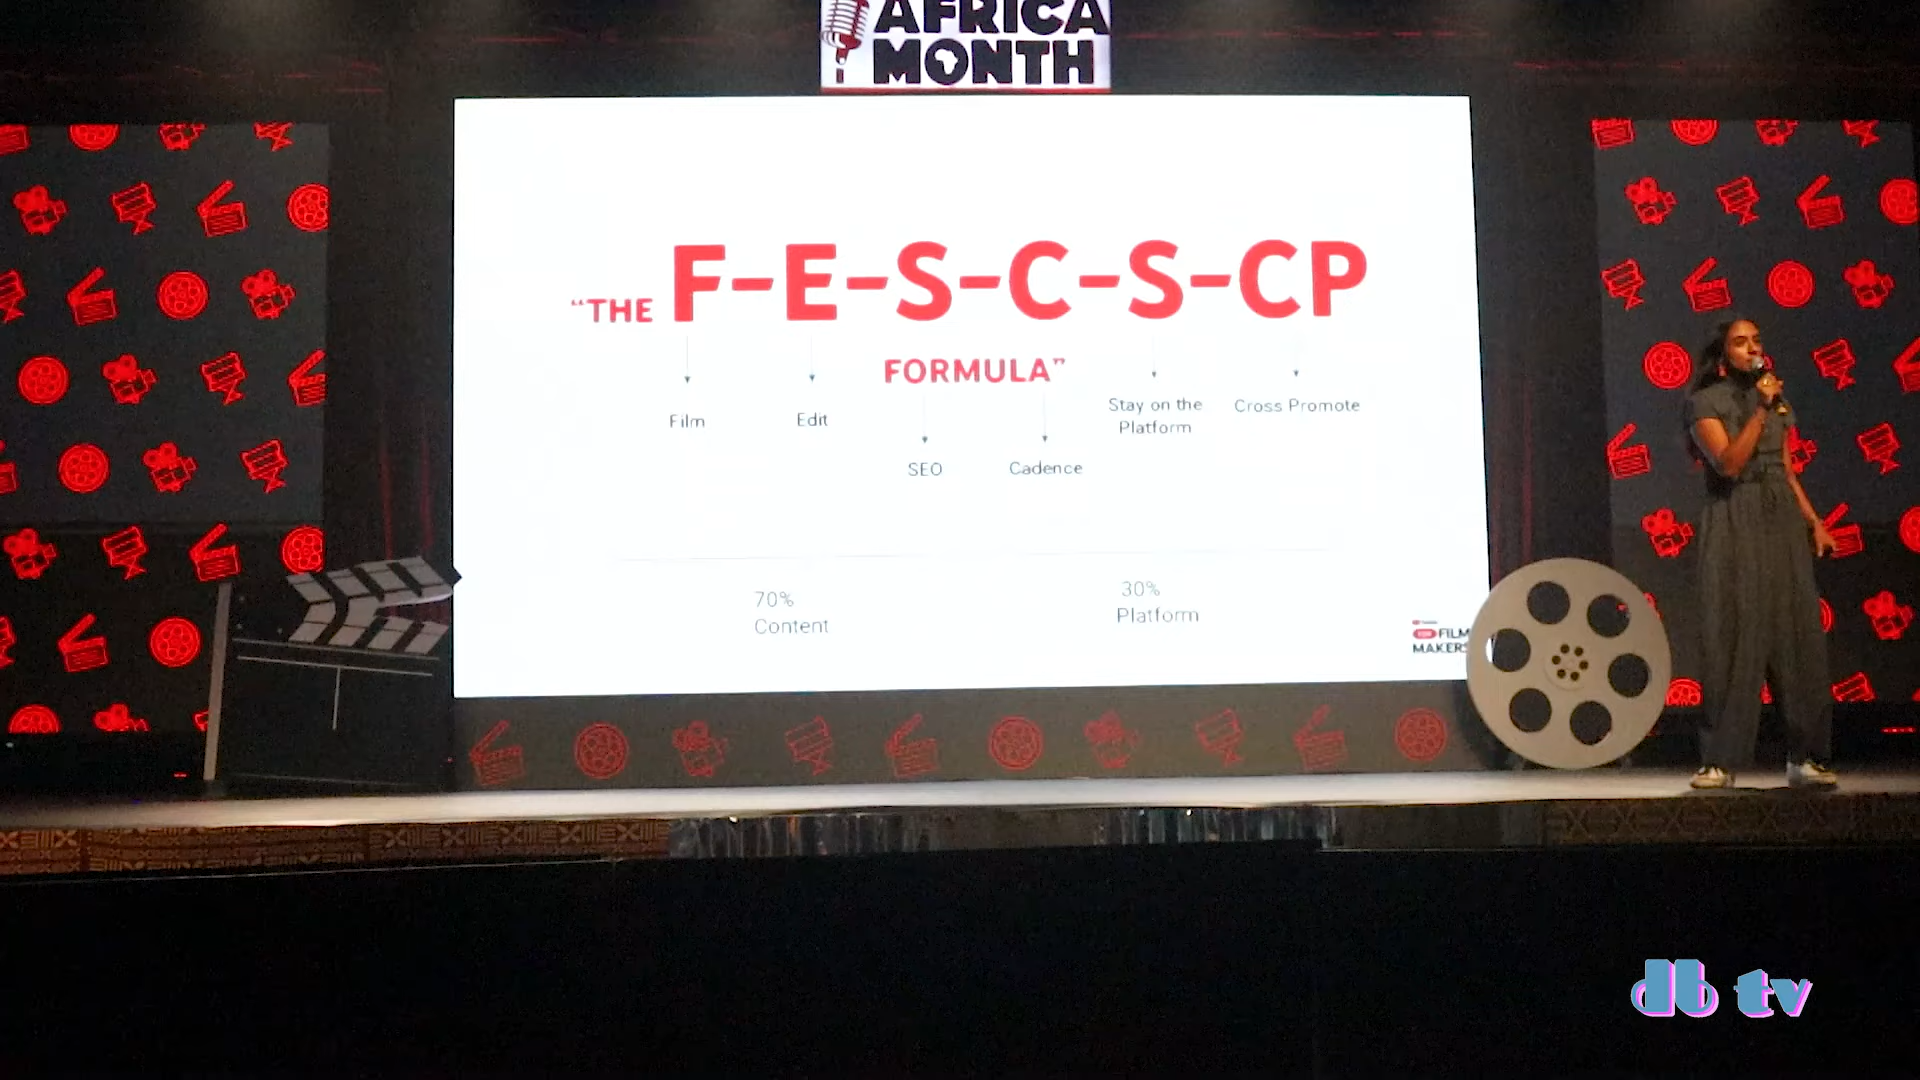 AFRICA
MONTH
“THE F-E-S-C-S-CP
FORMULA”
Film
Edit
SEO
Cadence
Stay on the
Platform
Cross Promote
70%
Content
30%
Platform
FILM
MAKERS
db tv